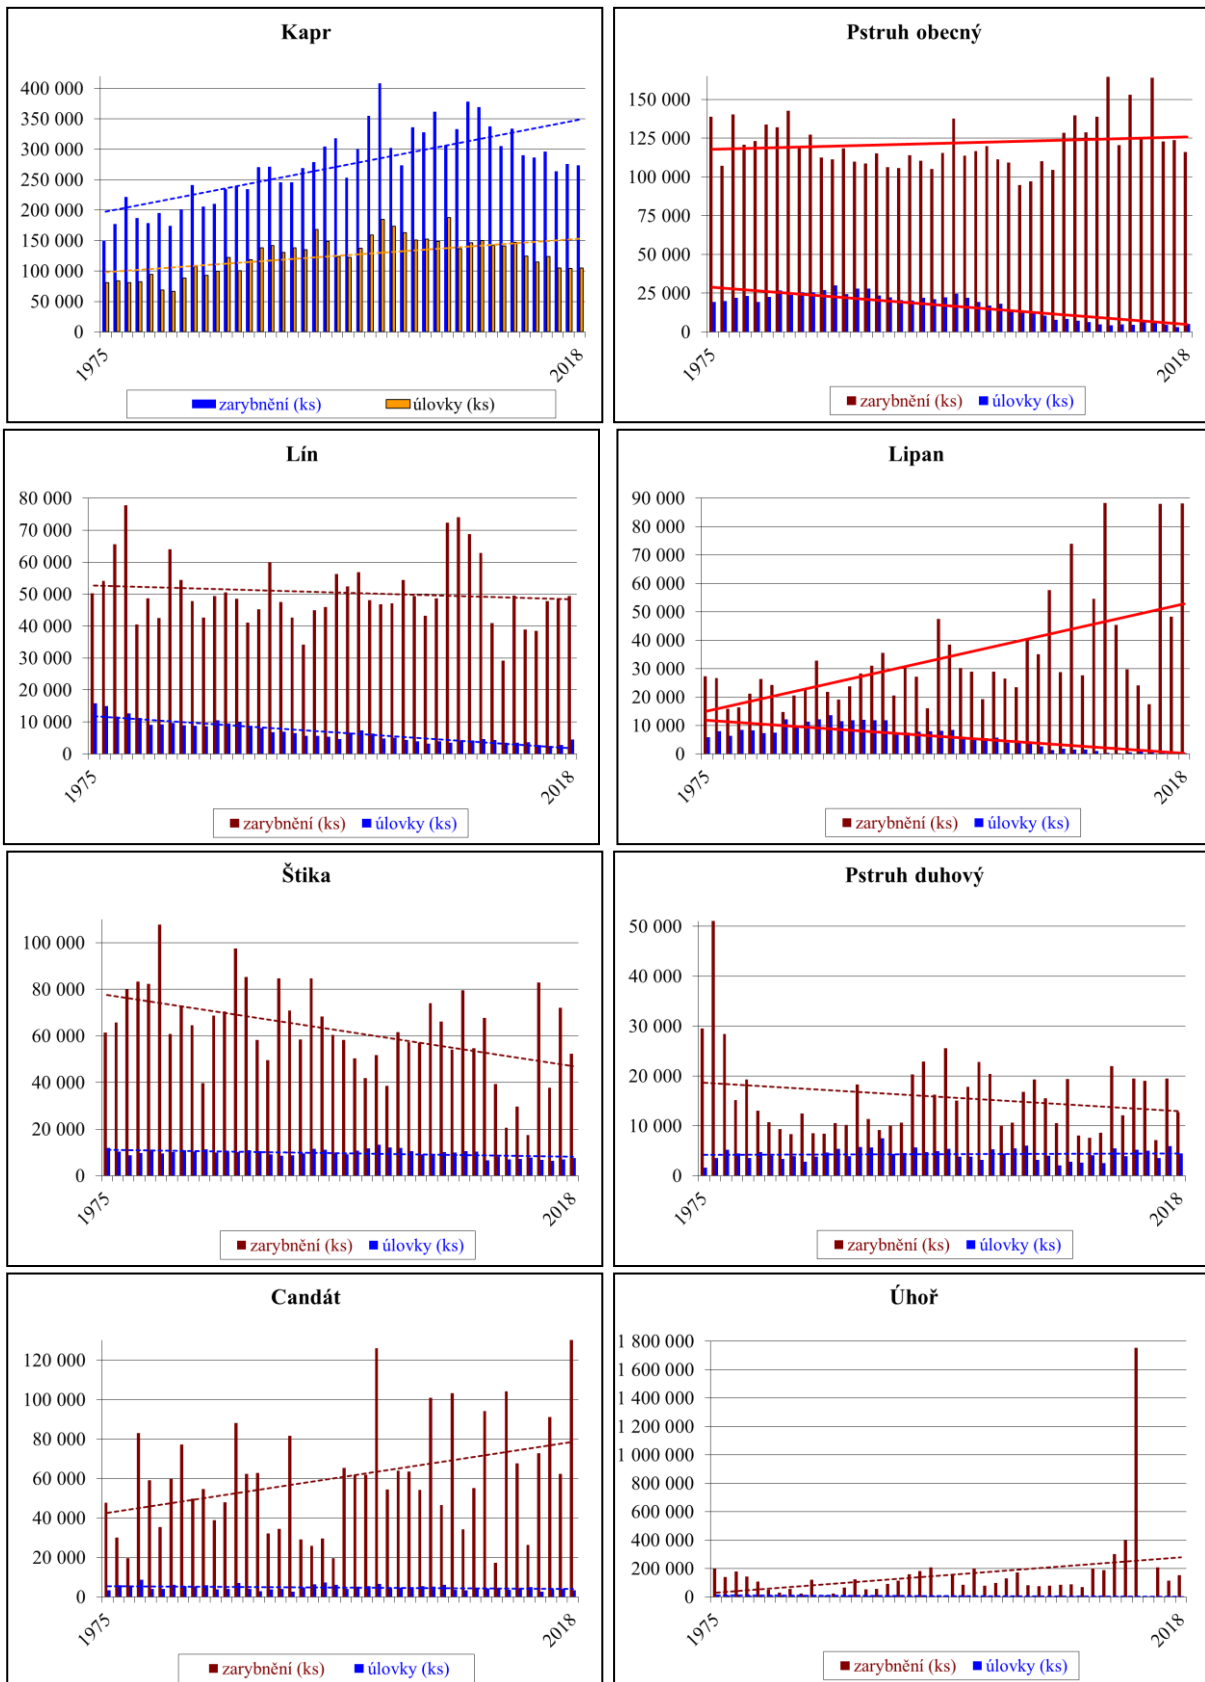 Kapr
400 000
350 000
300 000
250 000
200 000
150 000
100 000
50 000
0
1975
2018
zarybnění (ks)
úlovky (ks)
Pstruh obecný
150 000
125 000
100 000
75 000
50 000
25 000
0
1975
2018
zarybnění (ks)
úlovky (ks)
Lín
80 000
70 000
60 000
50 000
40 000
30 000
20 000
10 000
0
1975
2018
zarybnění (ks)
úlovky (ks)
Lipan
90 000
80 000
70 000
60 000
50 000
40 000
30 000
20 000
10 000
0
1975
2018
zarybnění (ks)
úlovky (ks)
Štika
100 000
80 000
60 000
40 000
20 000
0
1975
2018
zarybnění (ks)
úlovky (ks)
Pstruh duhový
50 000
40 000
30 000
20 000
10 000
0
1975
2018
zarybnění (ks)
úlovky (ks)
Candát
120 000
100 000
80 000
60 000
40 000
20 000
0
1975
2018
zarybnění (ks)
úlovky (ks)
Úhoř
1 800 000
1 600 000
1 400 000
1 200 000
1 000 000
800 000
600 000
400 000
200 000
0
1975
2018
zarybnění (ks)
úlovky (ks)